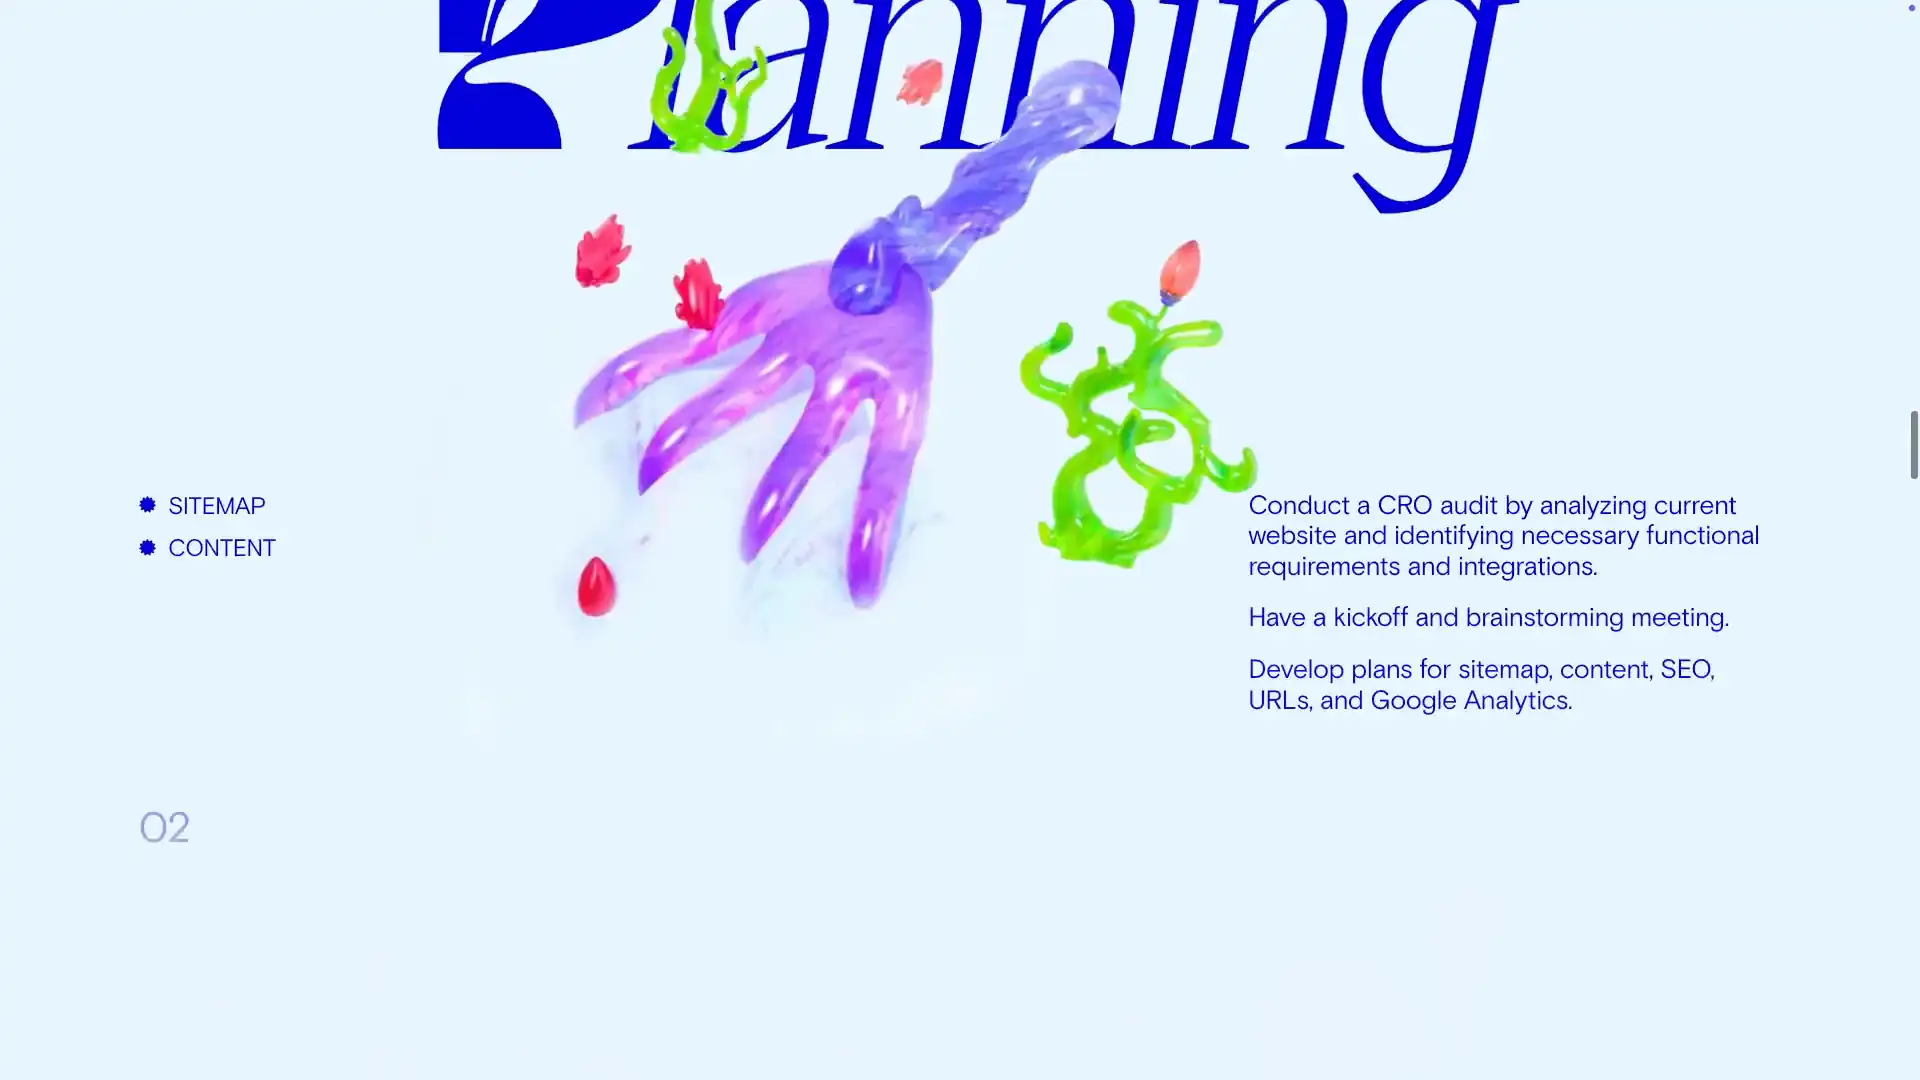 Planning
SITEMAP
CONTENT
Conduct a CRO audit by analyzing current
website and identifying necessary functional
requirements and integrations.
Have a kickoff and brainstorming meeting.
Develop plans for sitemap, content, SEO,
URLs, and Google Analytics.
02